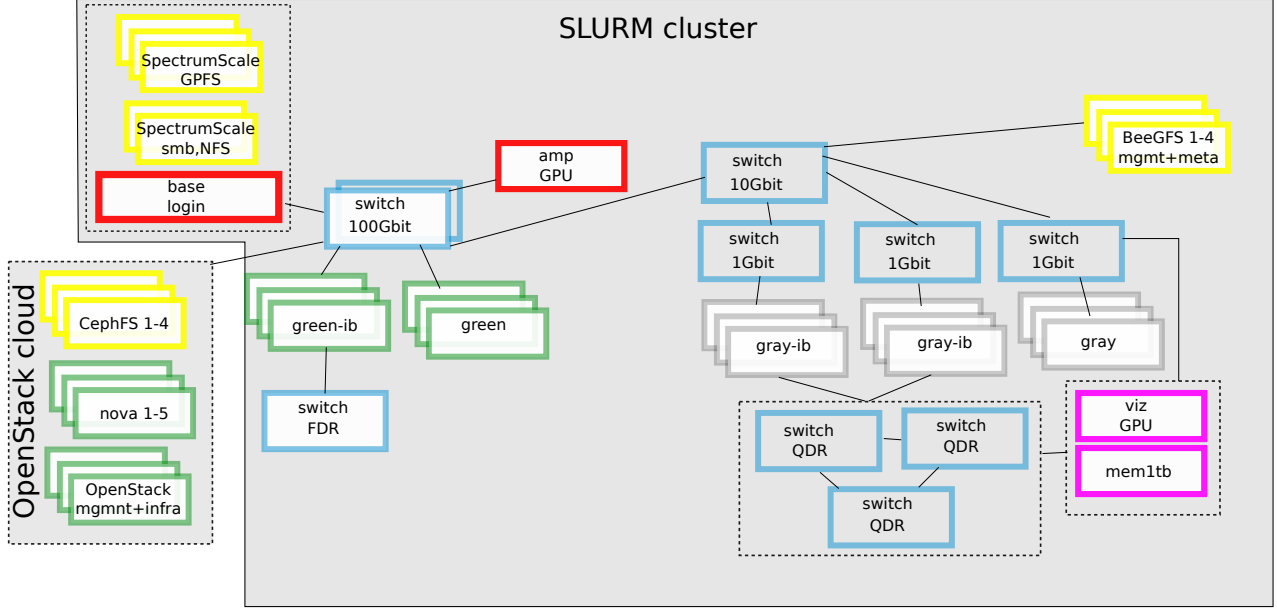 SLURM cluster
SpectrumScale
GPFS
SpectrumScale
smb,NFS
base
login
switch
100Gbit
amp
GPU
switch
10Gbit
BeeGFS 1-4
mgmt+meta
switch
1Gbit
switch
1Gbit
switch
1Gbit
OpenStack cloud
CephFS 1-4
nova 1-5
OpenStack
mgmnt+infra
green-ib
green
switch
FDR
gray-ib
gray-ib
gray
switch
QDR
switch
QDR
switch
QDR
viz
GPU
mem1tb